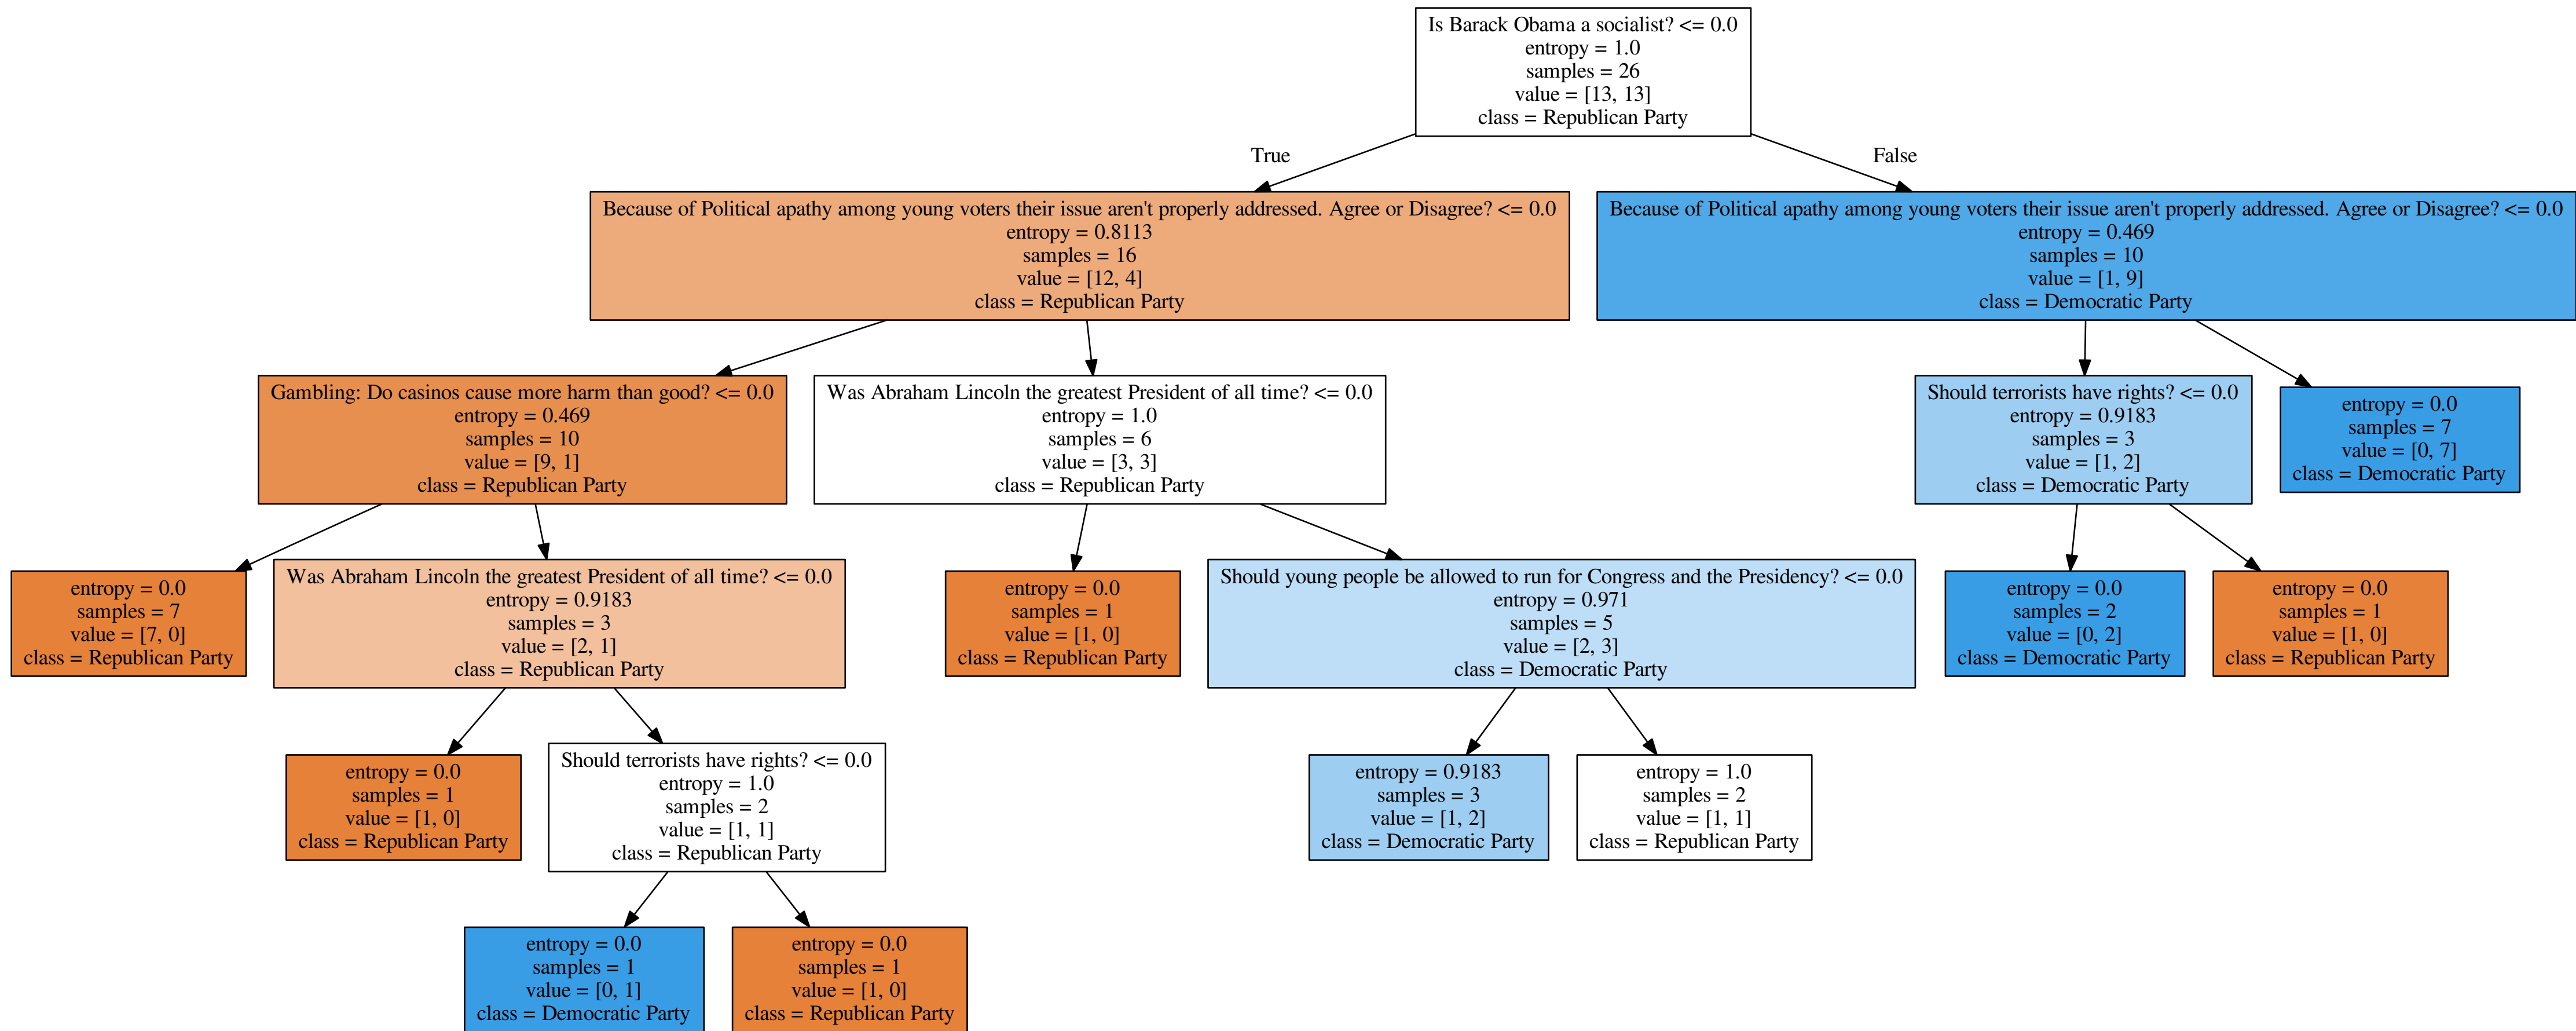 Is Barack Obama a socialist? <= 0.0
entropy = 1.0
samples = 26
value = [13, 13]
class = Republican Party
True
False
Because of Political apathy among young voters their issue aren't properly addressed. Agree or Disagree? <= 0.0
entropy = 0.8113
samples = 16
value = [12, 4]
class = Republican Party
Because of Political apathy among young voters their issue aren't properly addressed. Agree or Disagree? <= 0.0
entropy = 0.469
samples = 10
value = [1, 9]
class = Democratic Party
Gambling: Do casinos cause more harm than good? <= 0.0
entropy = 0.469
samples = 10
value = [9, 1]
class = Republican Party
Was Abraham Lincoln the greatest President of all time? <= 0.0
entropy = 1.0
samples = 6
value = [3, 3]
class = Republican Party
Should terrorists have rights? <= 0.0
entropy = 0.9183
samples = 3
value = [1, 2]
class = Democratic Party
entropy = 0.0
samples = 7
value = [0, 7]
class = Democratic Party
entropy = 0.0
samples = 7
value = [7, 0]
class = Republican Party
Was Abraham Lincoln the greatest President of all time? <= 0.0
entropy = 0.9183
samples = 3
value = [2, 1]
class = Republican Party
entropy = 0.0
samples = 1
value = [1, 0]
class = Republican Party
Should young people be allowed to run for Congress and the Presidency? <= 0.0
entropy = 0.971
samples = 5
value = [2, 3]
class = Democratic Party
entropy = 0.0
samples = 2
value = [0, 2]
class = Democratic Party
entropy = 0.0
samples = 1
value = [1, 0]
class = Republican Party
entropy = 0.0
samples = 1
value = [1, 0]
class = Republican Party
Should terrorists have rights? <= 0.0
entropy = 1.0
samples = 2
value = [1, 1]
class = Republican Party
entropy = 0.9183
samples = 3
value = [1, 2]
class = Democratic Party
entropy = 1.0
samples = 2
value = [1, 1]
class = Republican Party
entropy = 0.0
samples = 1
value = [0, 1]
class = Democratic Party
entropy = 0.0
samples = 1
value = [1, 0]
class = Republican Party